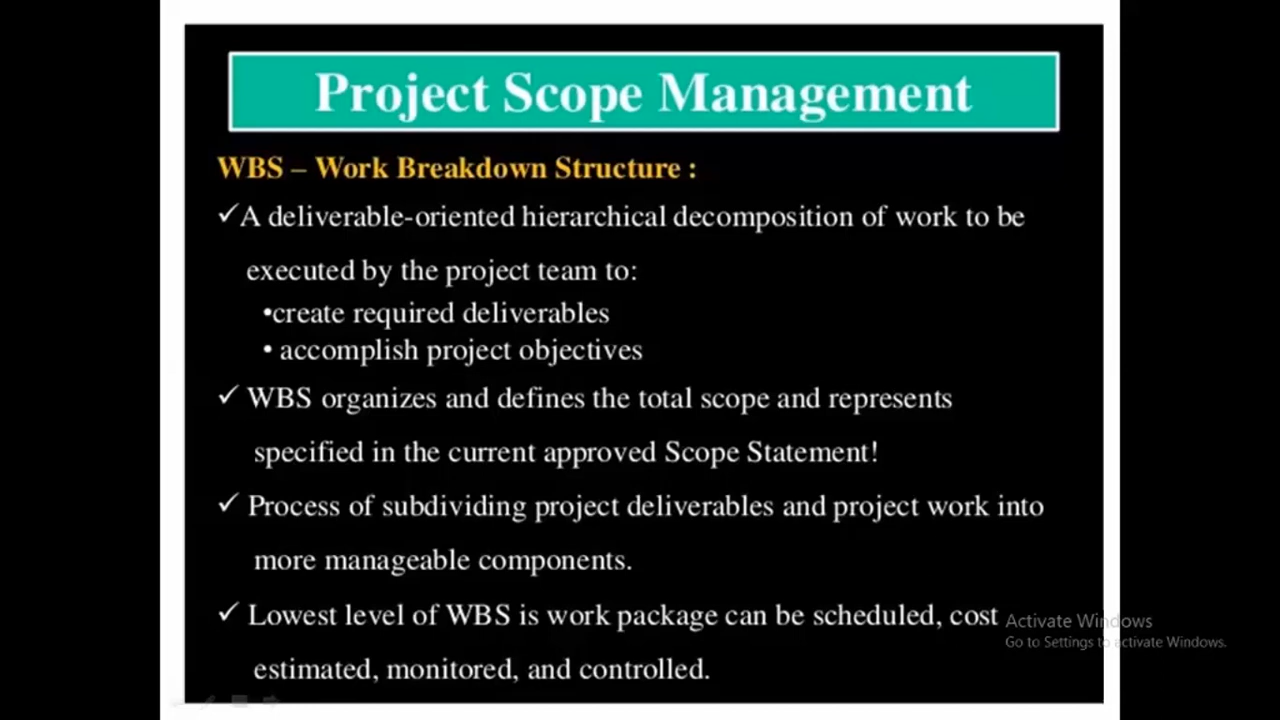 Project Scope Management
WBS – Work Breakdown Structure :
✓A deliverable-oriented hierarchical decomposition of work to be
executed by the project team to:
•create required deliverables
• accomplish project objectives
✓ WBS organizes and defines the total scope and represents
specified in the current approved Scope Statement!
✓ Process of subdividing project deliverables and project work into
more manageable components.
✓ Lowest level of WBS is work package can be scheduled, cost
estimated, monitored, and controlled.
Activate Windows
Go to Settings to activate Windows.